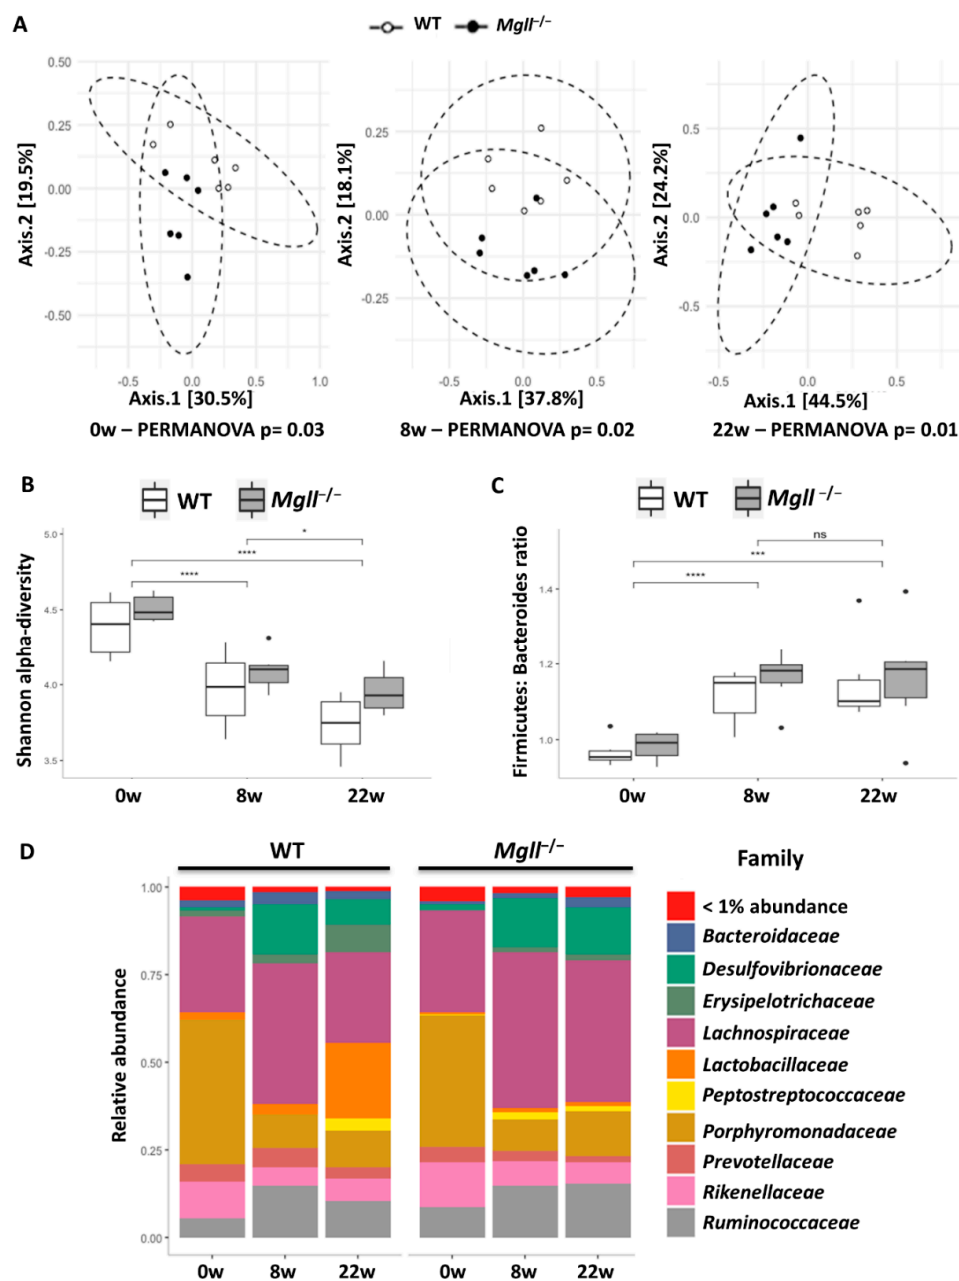 A
WT Mgll–/–
0.50
0.25
0.00
-0.25
-0.50
Axis.2 [19.5%]
-0.5 0.0 0.5 1.0
Axis.1 [30.5%]
0w – PERMANOVA p= 0.03
0.25
0.00
-0.25
Axis.2 [18.1%]
-0.5 0.0 0.5
Axis.1 [37.8%]
8w – PERMANOVA p= 0.02
0.5
0.0
-0.5
Axis.2 [24.2%]
-0.5 0.0 0.5
Axis.1 [44.5%]
22w – PERMANOVA p= 0.01
B
WT Mgll–/–
5.0
4.5
4.0
3.5
Shannon alpha-diversity
*
****
****
0w 8w 22w
C
WT Mgll –/–
1.4
1.2
1.0
Firmicutes: Bacteroides ratio
ns
***
****
0w 8w 22w
D
WT Mgll–/–
1.00
0.75
0.50
0.25
0.00
Relative abundance
0w 8w 22w 0w 8w 22w
Family
< 1% abundance
Bacteroidaceae
Desulfovibrionaceae
Erysipelotrichaceae
Lachnospiraceae
Lactobacillaceae
Peptostreptococcaceae
Porphyromonadaceae
Prevotellaceae
Rikenellaceae
Ruminococcaceae